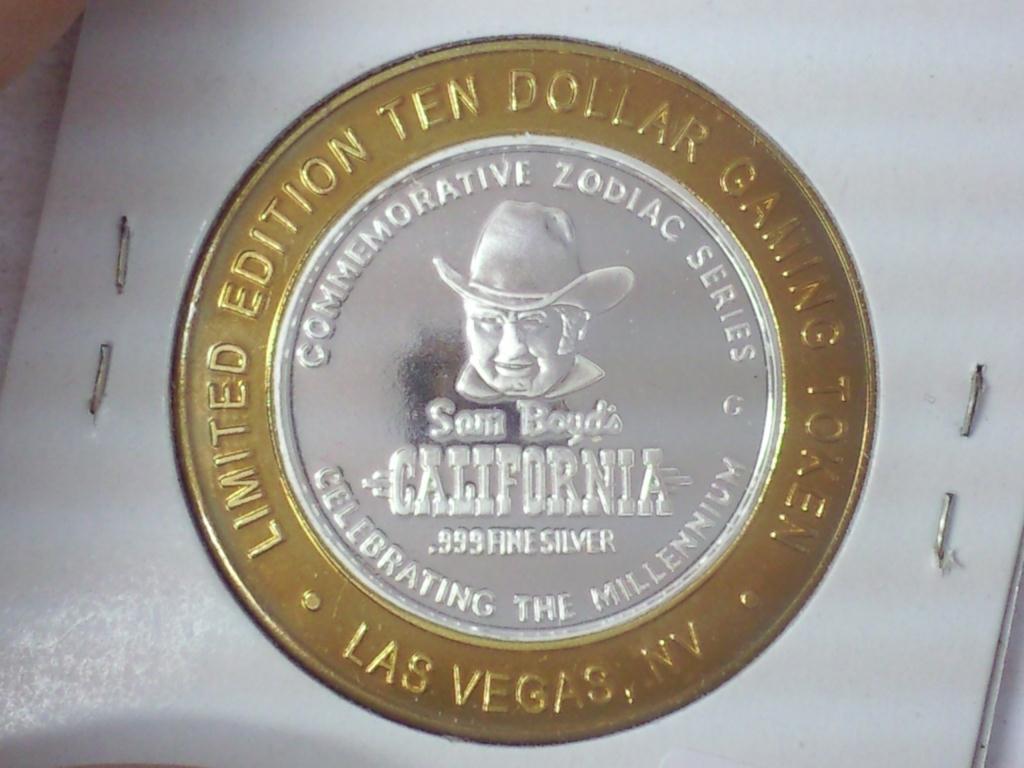 LIMITED EDITION TEN DOLLAR GAMING TOKEN
COMMEMORATIVE ZODIAC SERIES
G
Sam Boyd's
CALIFORNIA
.999 FINE SILVER
CELEBRATING THE MILLENNIUM
• LAS VEGAS, NV •